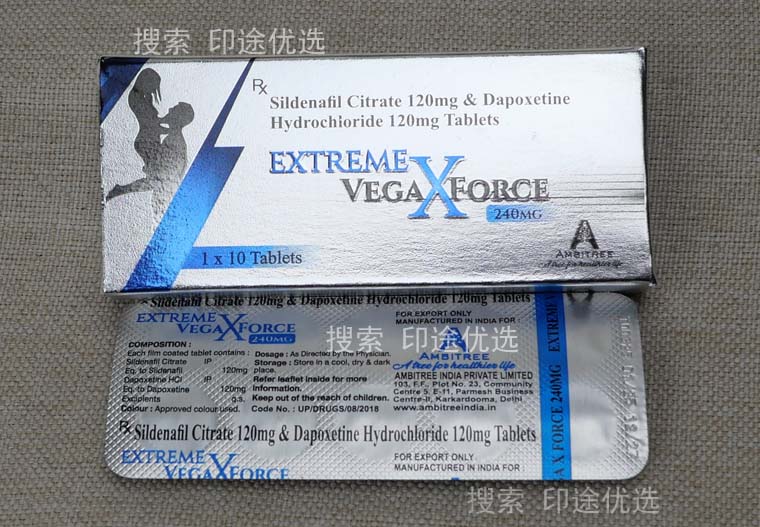 搜索 印途优选
Rx
Sildenafil Citrate 120mg & Dapoxetine
Hydrochloride 120mg Tablets
EXTREME
VEGA X FORCE
240MG
1 x 10 Tablets
AMBITREE
A tree for healthier life
Sildenafil Citrate 120mg & Dapoxetine Hydrochloride 120mg Tablets
EXTREME
VEGA X FORCE
240MG
COMPOSITION :
Each film coated tablet contains :
Sildenafil Citrate IP
Eq. to Sildenafil 120mg
Dapoxetine HCl IP
Eq. to Dapoxetine 120mg
Excipients q.s.
Colour : Approved colour used.
Dosage : As Directed by the Physician.
Storage : Store in a cool, dry & dark
place.
Refer leaflet inside for more
information.
Keep out of the reach of children.
Code No. : UP/DRUGS/08/2018
FOR EXPORT ONLY
MANUFACTURED IN INDIA FOR :
搜索 印途优选
AMBITREE
A tree for healthier life
AMBITREE INDIA PRIVATE LIMITED
103, F.F., Plot No. 23, Community
Centre 5, E-11, Parmesh Business
Centre-II, Karkardooma, Delhi
www.ambitreeindia.in
EXTREME
A X FORCE 240MG
Rx Sildenafil Citrate 120mg & Dapoxetine Hydrochloride 120mg Tablets
EXTREME
VEGA X FORCE
FOR EXPORT ONLY
MANUFACTURED IN INDIA FOR :
搜索 印途优选